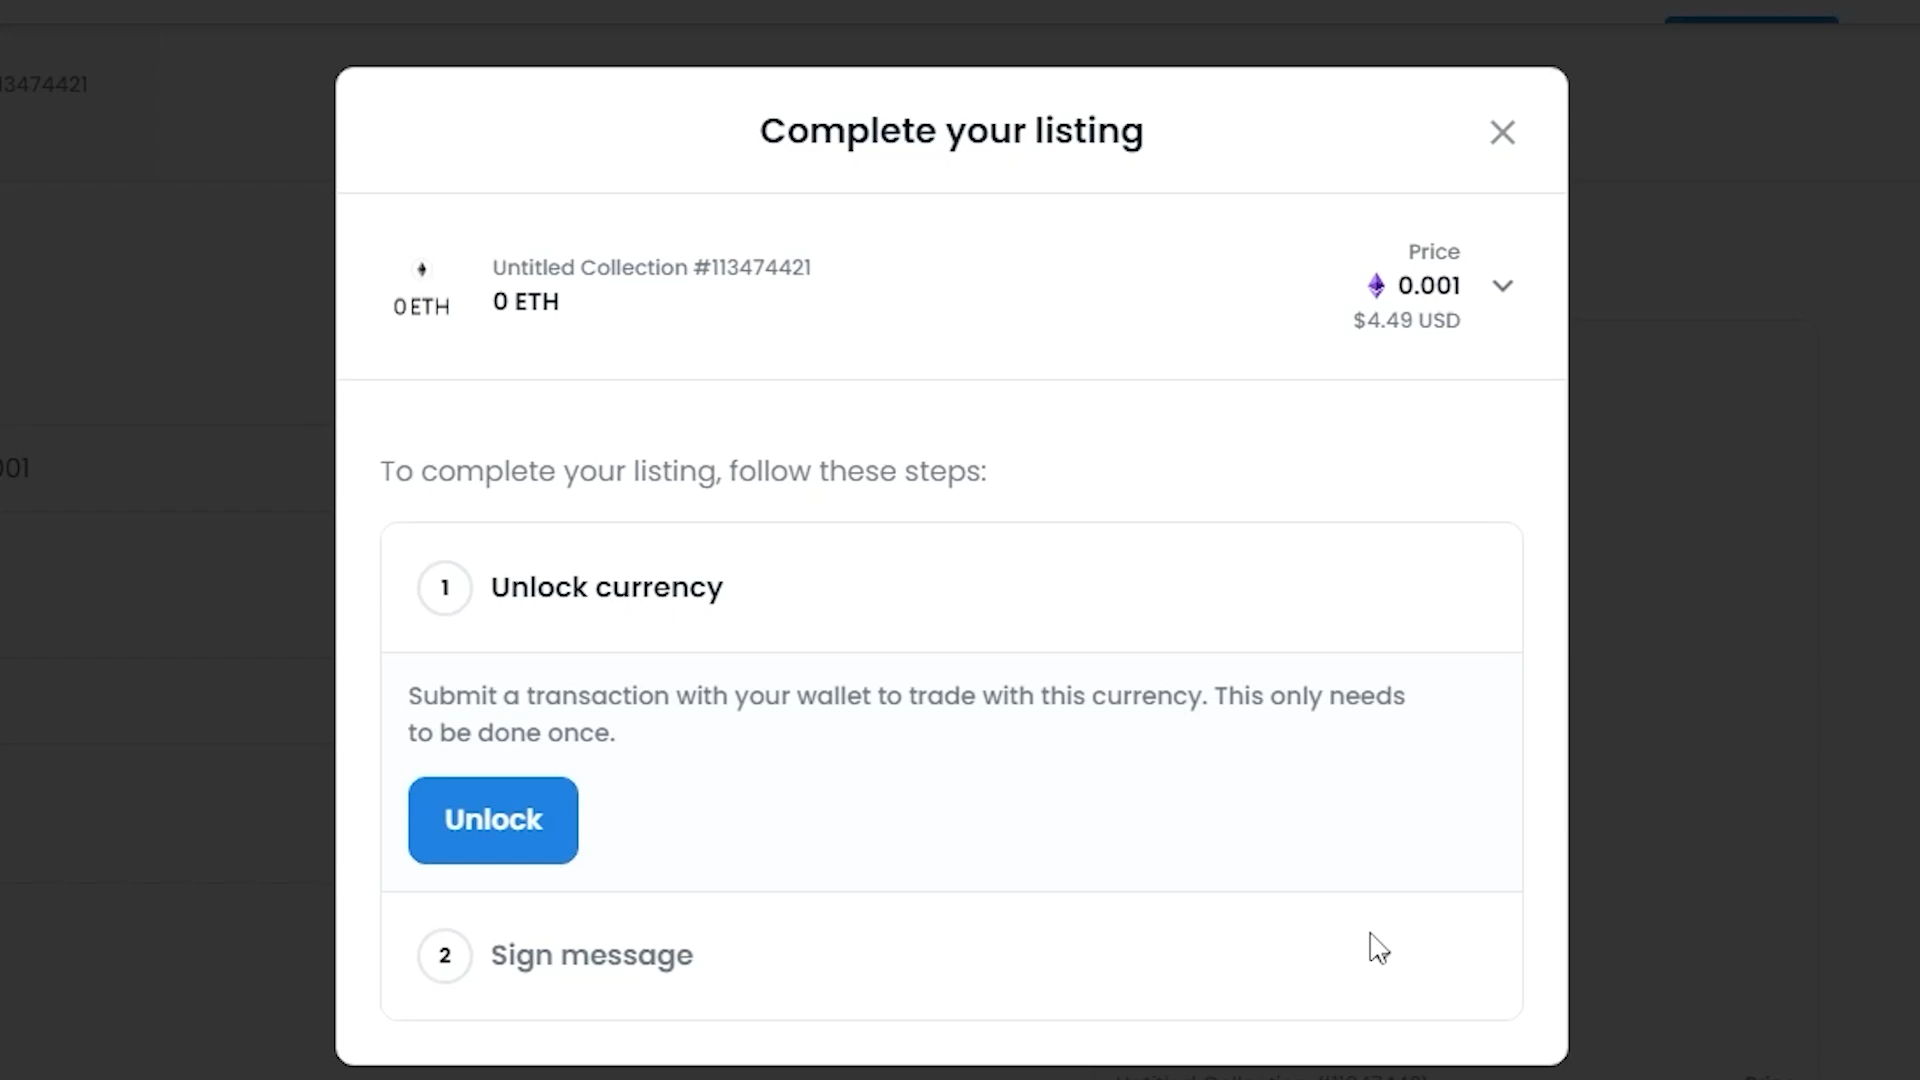 13474421
Complete your listing
Untitled Collection #113474421
0 ETH
0 ETH
Price
0.001
$4.49 USD
001
To complete your listing, follow these steps:
1 Unlock currency
Submit a transaction with your wallet to trade with this currency. This only needs
to be done once.
Unlock
2 Sign message